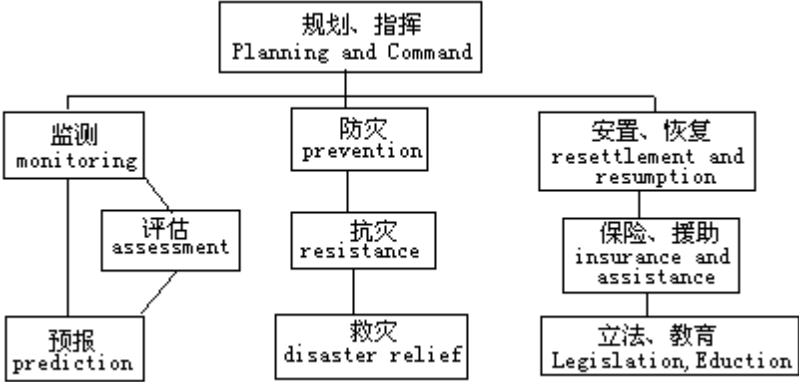 规划、指挥
Planning and Command
监测
monitoring
防灾
prevention
安置、恢复
resettlement and
resumption
评估
assessment
抗灾
resistance
保险、援助
insurance and
assistance
预报
prediction
救灾
disaster relief
立法、教育
Legislation, Eduction